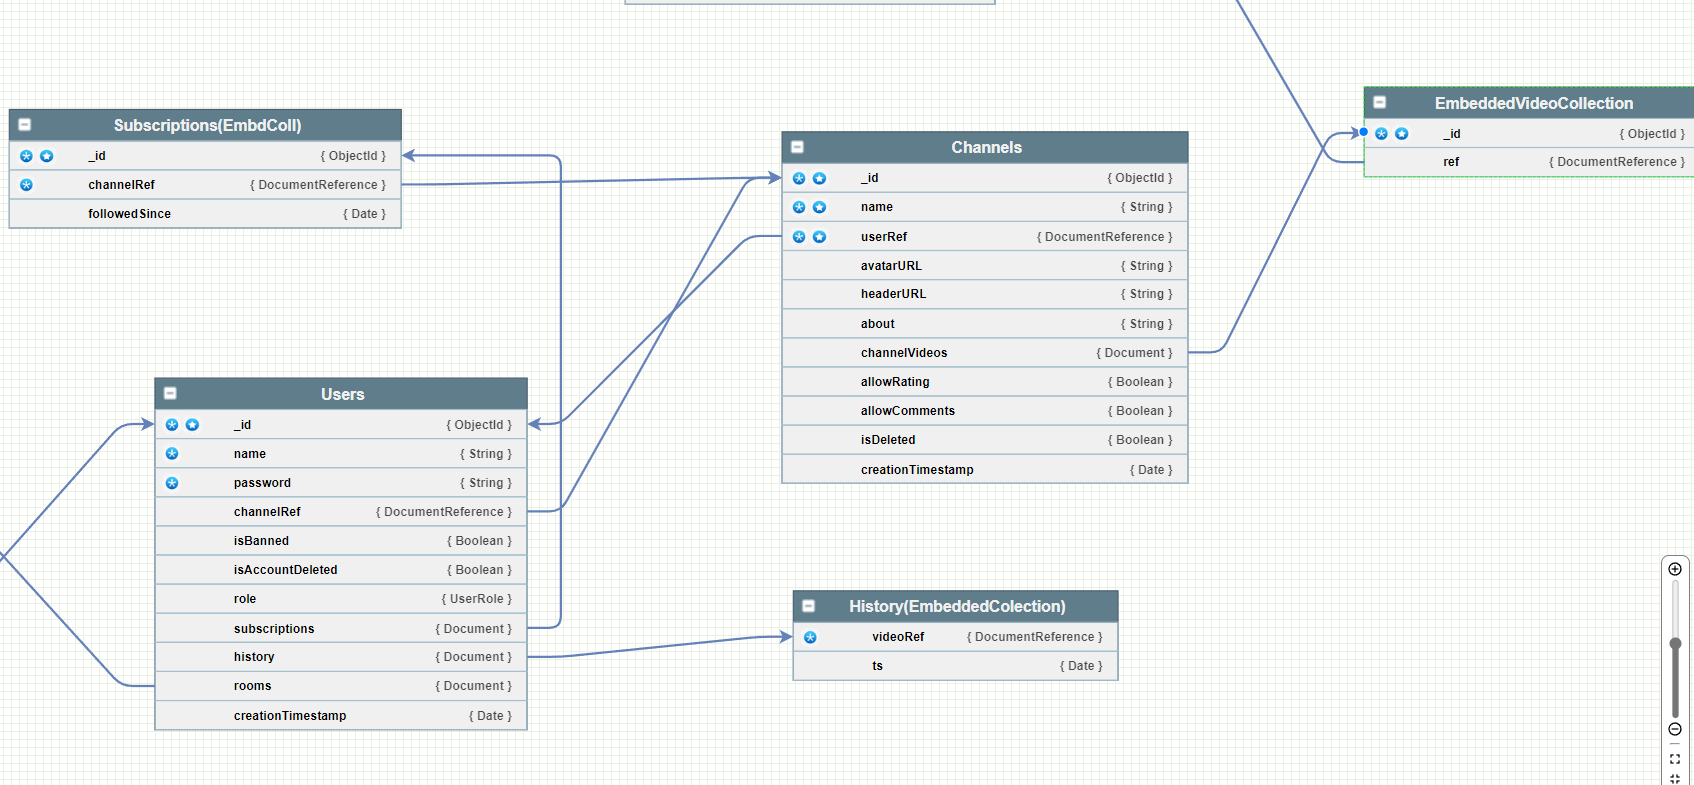 EmbeddedVideoCollection
_id { ObjectId }
ref { DocumentReference }
Subscriptions(EmbdColl)
_id { ObjectId }
channelRef { DocumentReference }
followedSince { Date }
Channels
_id { ObjectId }
name { String }
userRef { DocumentReference }
avatarURL { String }
headerURL { String }
about { String }
channelVideos { Document }
allowRating { Boolean }
allowComments { Boolean }
isDeleted { Boolean }
creationTimestamp { Date }
Users
_id { ObjectId }
name { String }
password { String }
channelRef { DocumentReference }
isBanned { Boolean }
isAccountDeleted { Boolean }
role { UserRole }
subscriptions { Document }
history { Document }
rooms { Document }
creationTimestamp { Date }
History(EmbeddedColection)
videoRef { DocumentReference }
ts { Date }